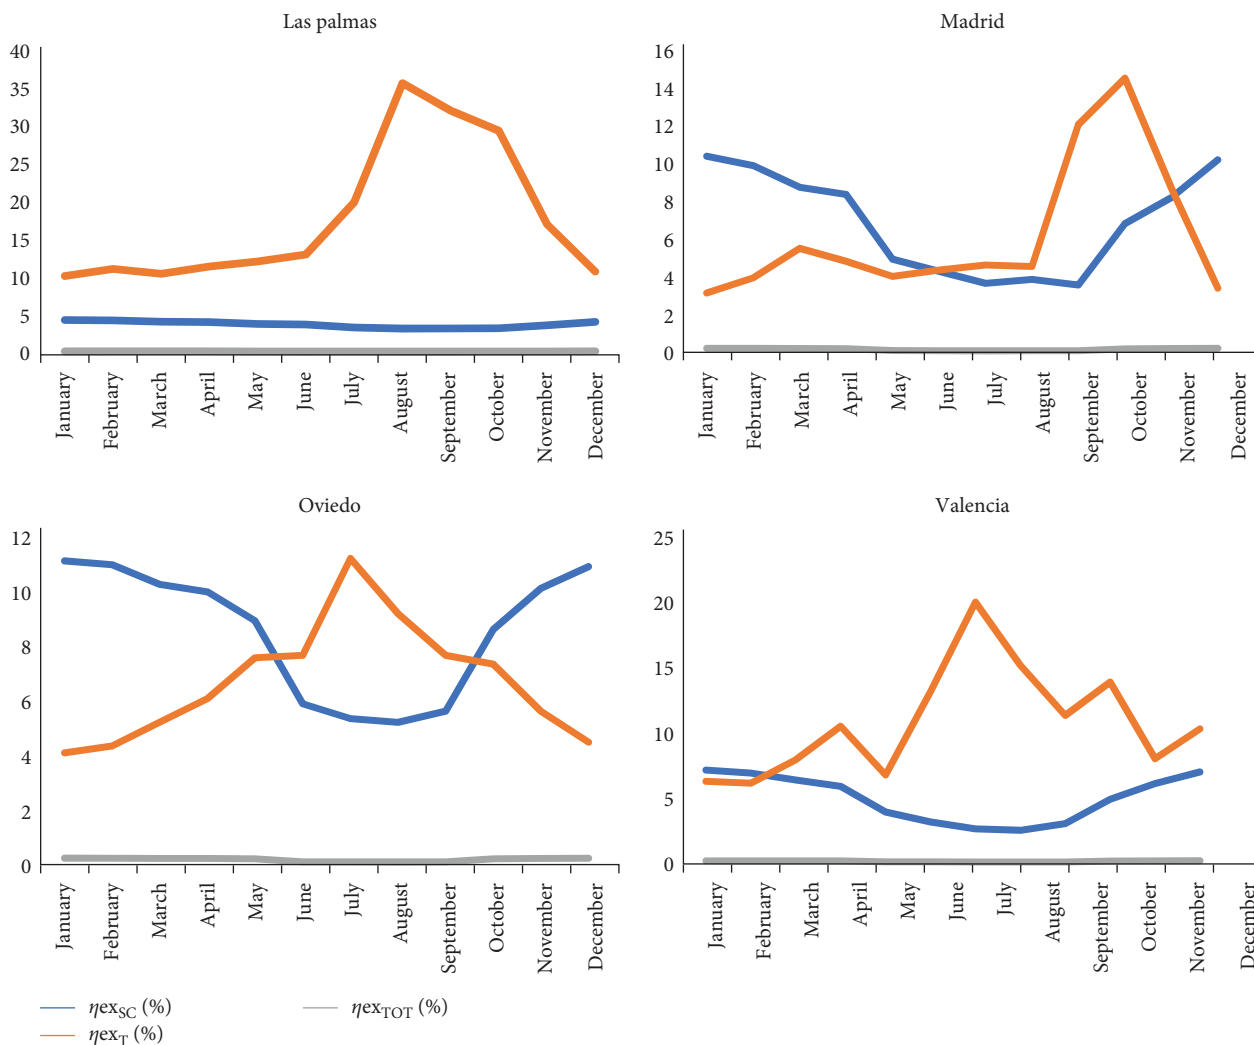 Las palmas
40
35
30
25
20
15
10
5
0
January
February
March
April
May
June
July
August
September
October
November
December
Madrid
16
14
12
10
8
6
4
2
0
January
February
March
April
May
June
July
August
September
October
November
December
Oviedo
12
10
8
6
4
2
0
January
February
March
April
May
June
July
August
September
October
November
December
Valencia
25
20
15
10
5
0
January
February
March
April
May
June
July
August
September
October
November
December
ηex_SC (%)
ηex_T (%)
ηex_TOT (%)